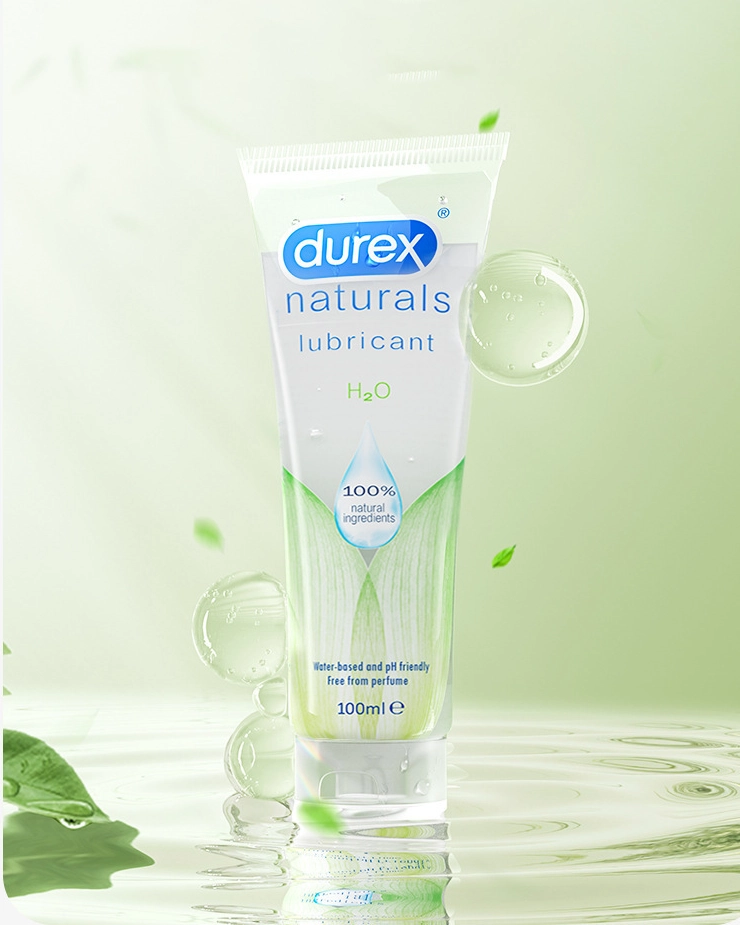 durex®
naturals
lubricant
H₂O
100%
natural
ingredients
Water-based and pH friendly
Free from perfume
100ml ℮